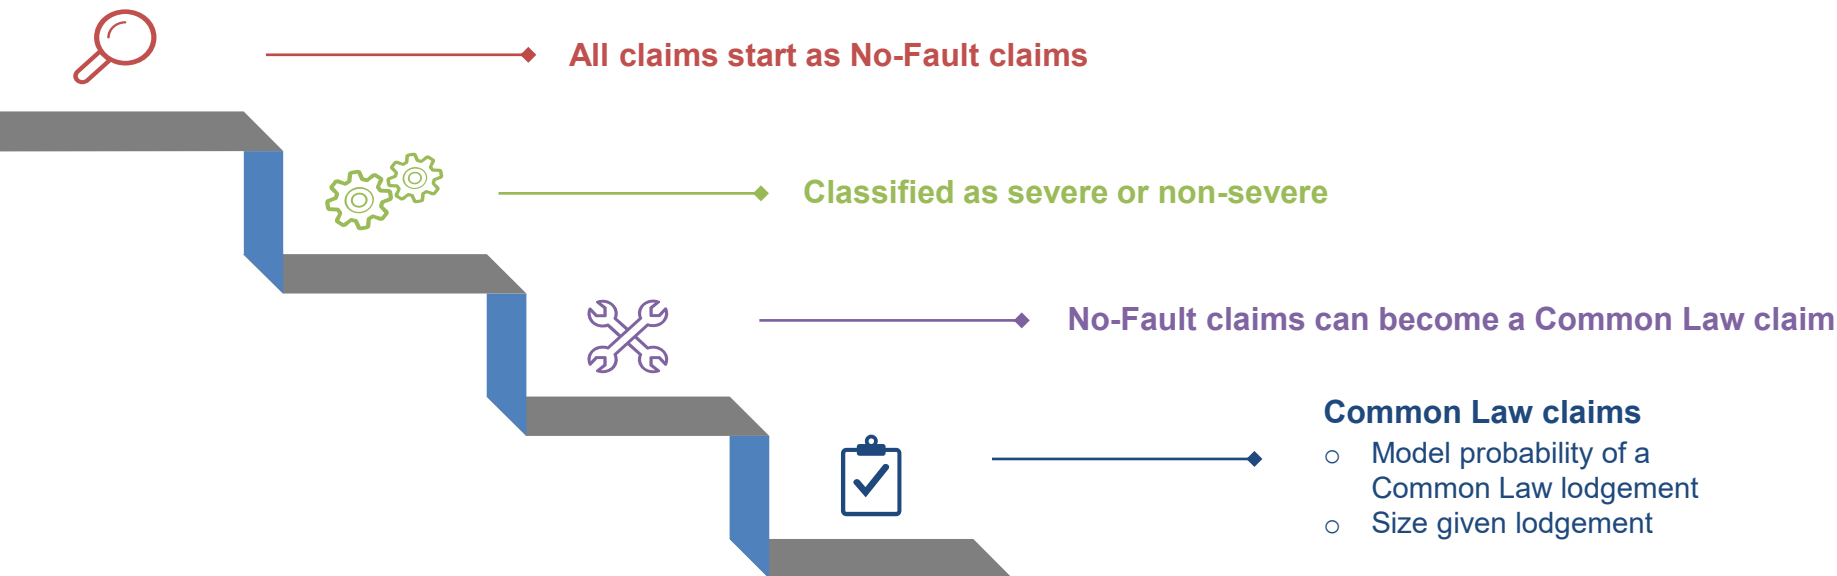 All claims start as No-Fault claims
Classified as severe or non-severe
No-Fault claims can become a Common Law claim
Common Law claims
○ Model probability of a
Common Law lodgement
○ Size given lodgement